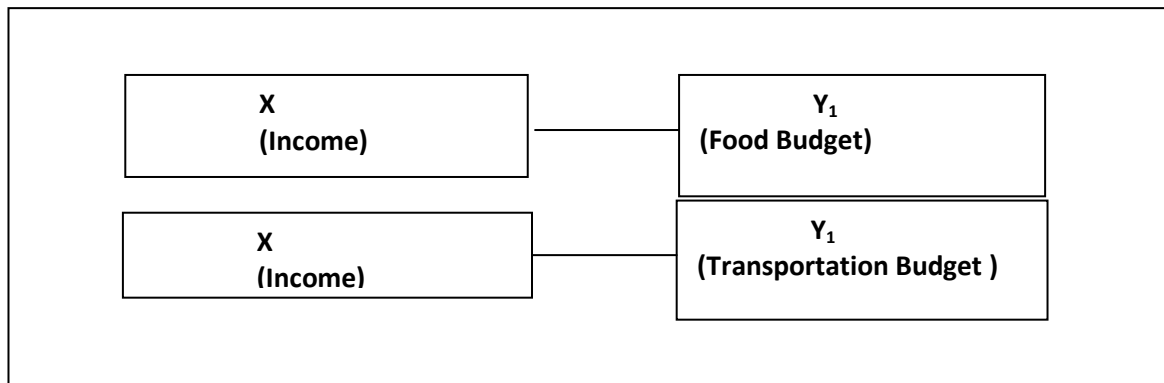 X
(Income)
Y₁
(Food Budget)
X
(Income)
Y₁
(Transportation Budget )